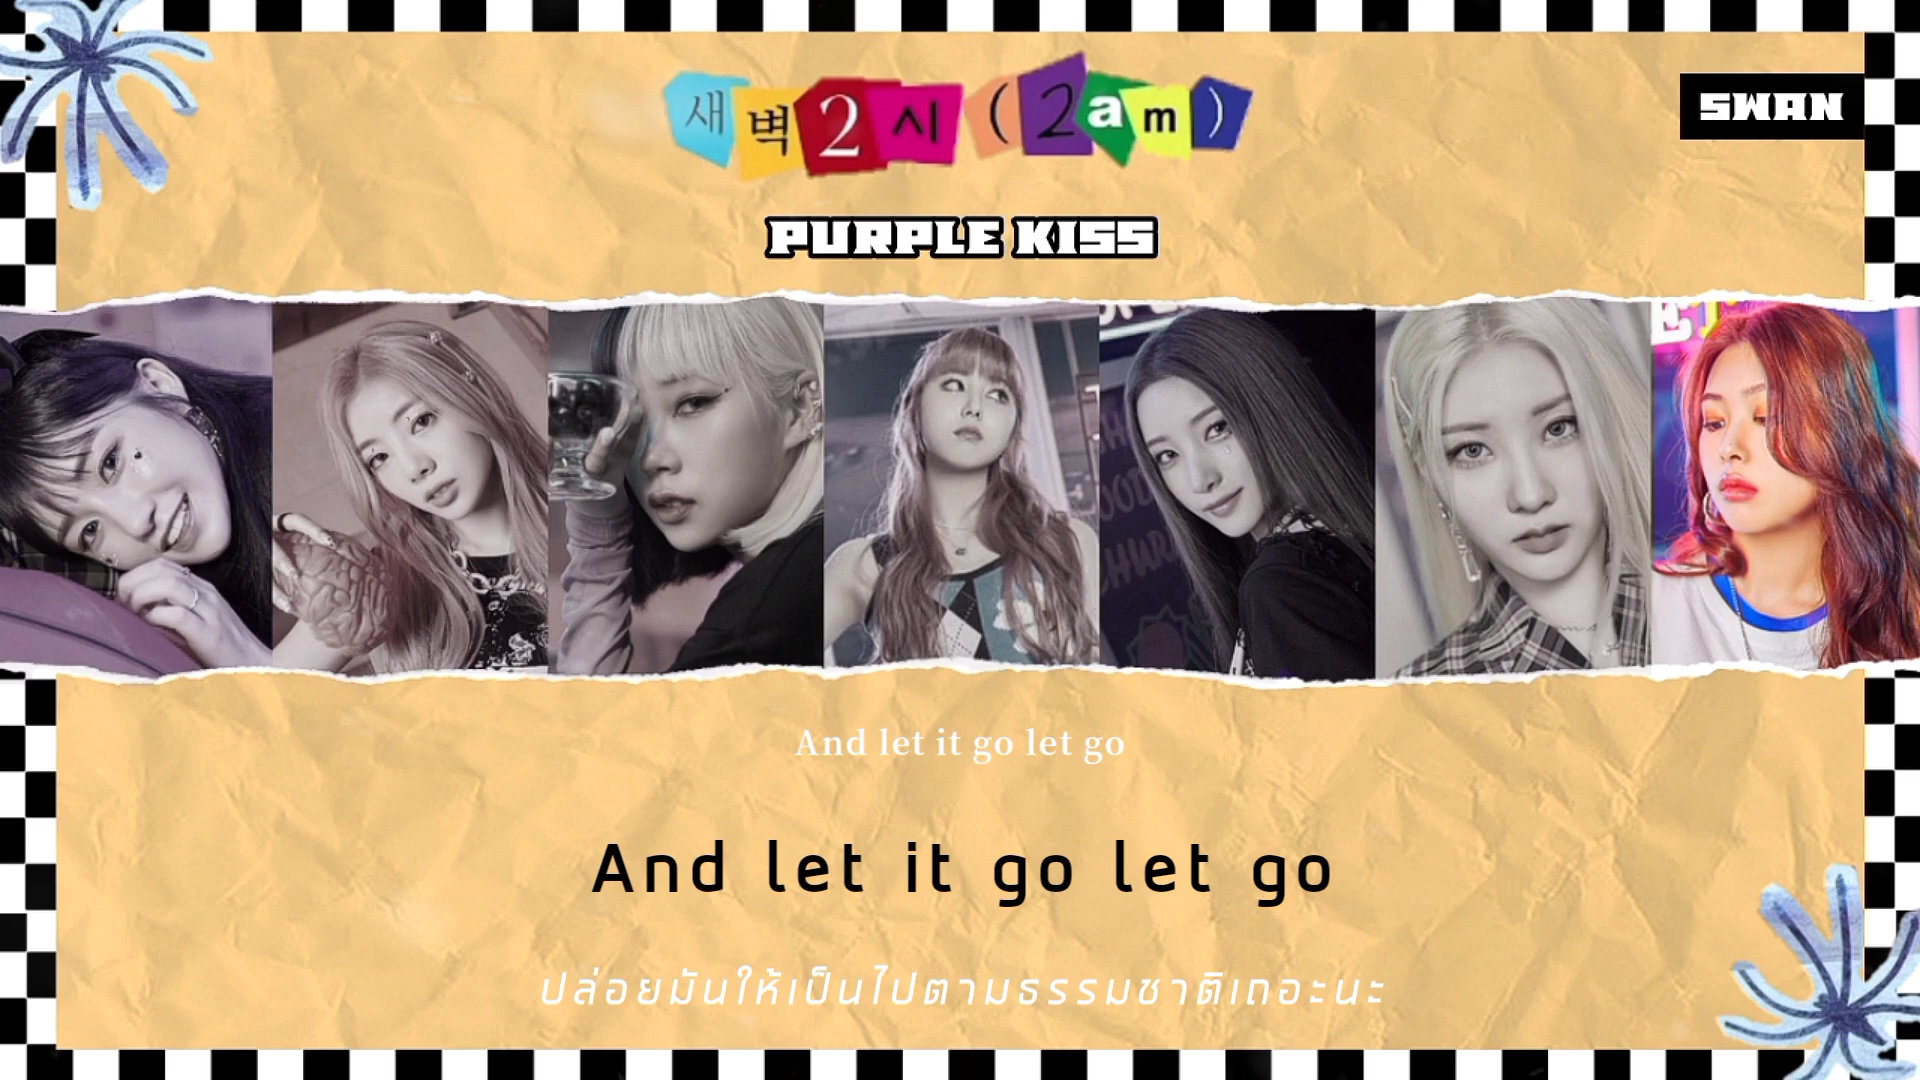 새벽2시 (2am)
SWAN
PURPLE KISS
And let it go let go
And let it go let go
ปล่อยมันให้เป็นไปตามธรรมชาติเถอะนะ